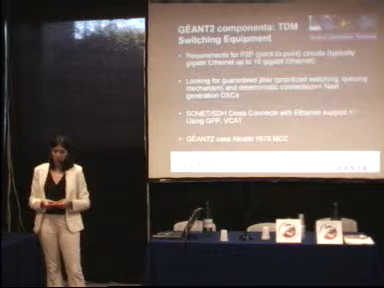 GÉANT2 components: TDM
Switching Equipment
Requirements for P2P (point-to-point) circuits (typically
gigabit Ethernet up to 10 gigabit Ethernet)
Looking for guaranteed jitter (prioritized switching, queuing
mechanism) and deterministic connections Next
generation OXCs
SONET/SDH Cross Connects with Ethernet support
Using GFP, VCAT
GÉANT2 uses Alcatel 1678 MCC